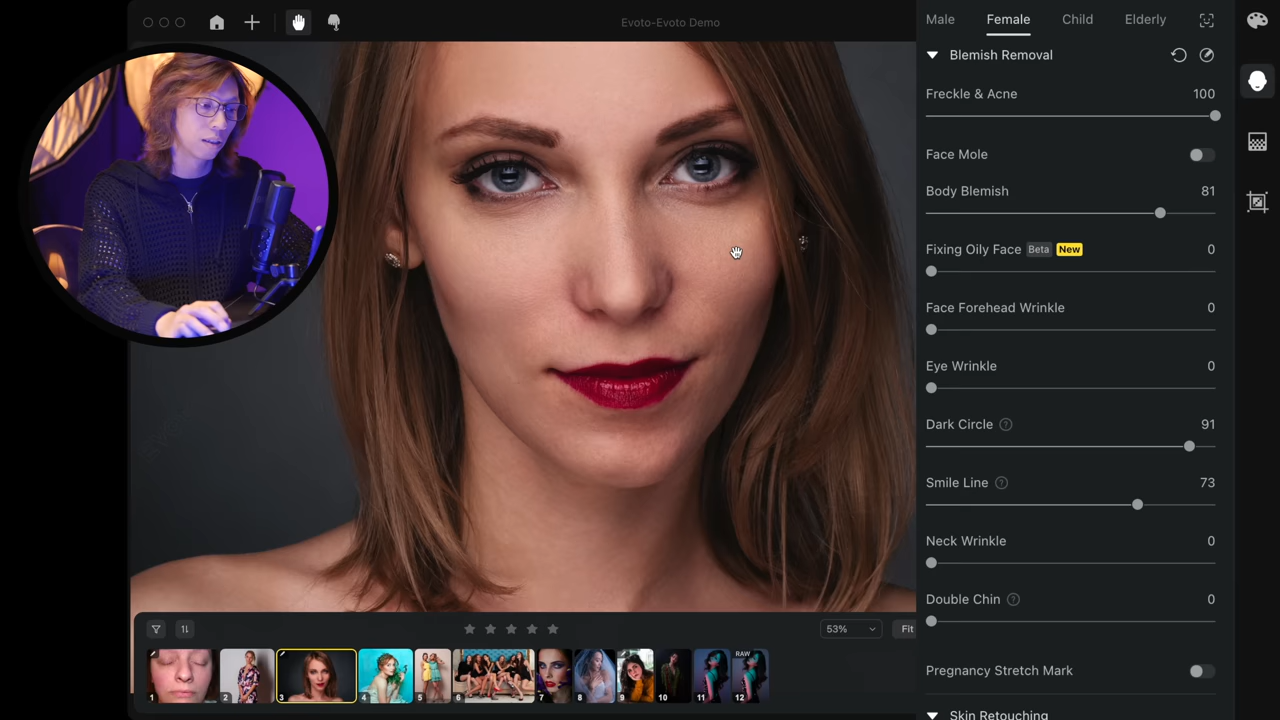 Evoto-Evoto Demo
Male Female Child Elderly
Blemish Removal
Freckle & Acne 100
Face Mole
Body Blemish 81
Fixing Oily Face Beta New 0
Face Forehead Wrinkle 0
Eye Wrinkle 0
Dark Circle ? 91
Smile Line ? 73
Neck Wrinkle 0
Double Chin ? 0
Pregnancy Stretch Mark
Skin Retouching
53% Fit
RAW
1 2 3 4 5 6 7 8 9 10 11 12